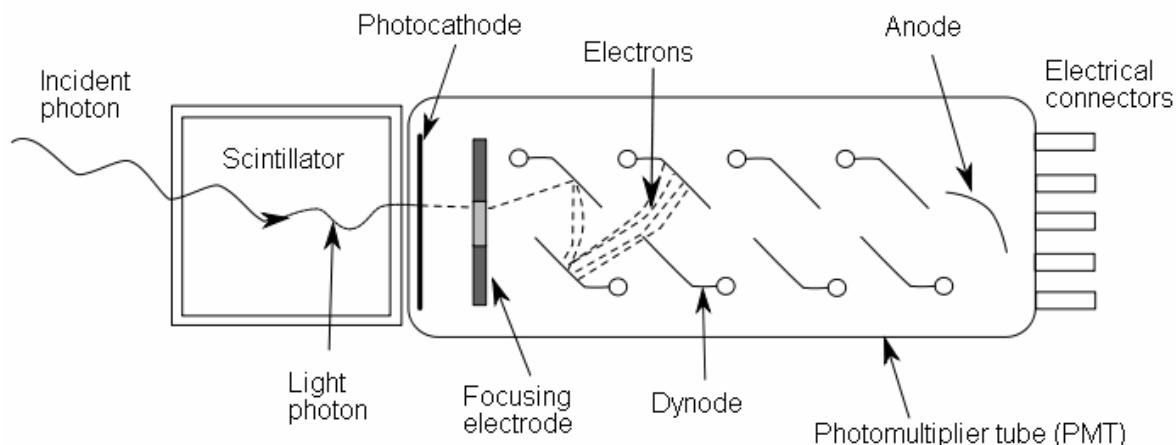 Photocathode
Anode
Electrons
Incident
photon
Electrical
connectors
Scintillator
Light
photon
Focusing
electrode
Dynode
Photomultiplier tube (PMT)